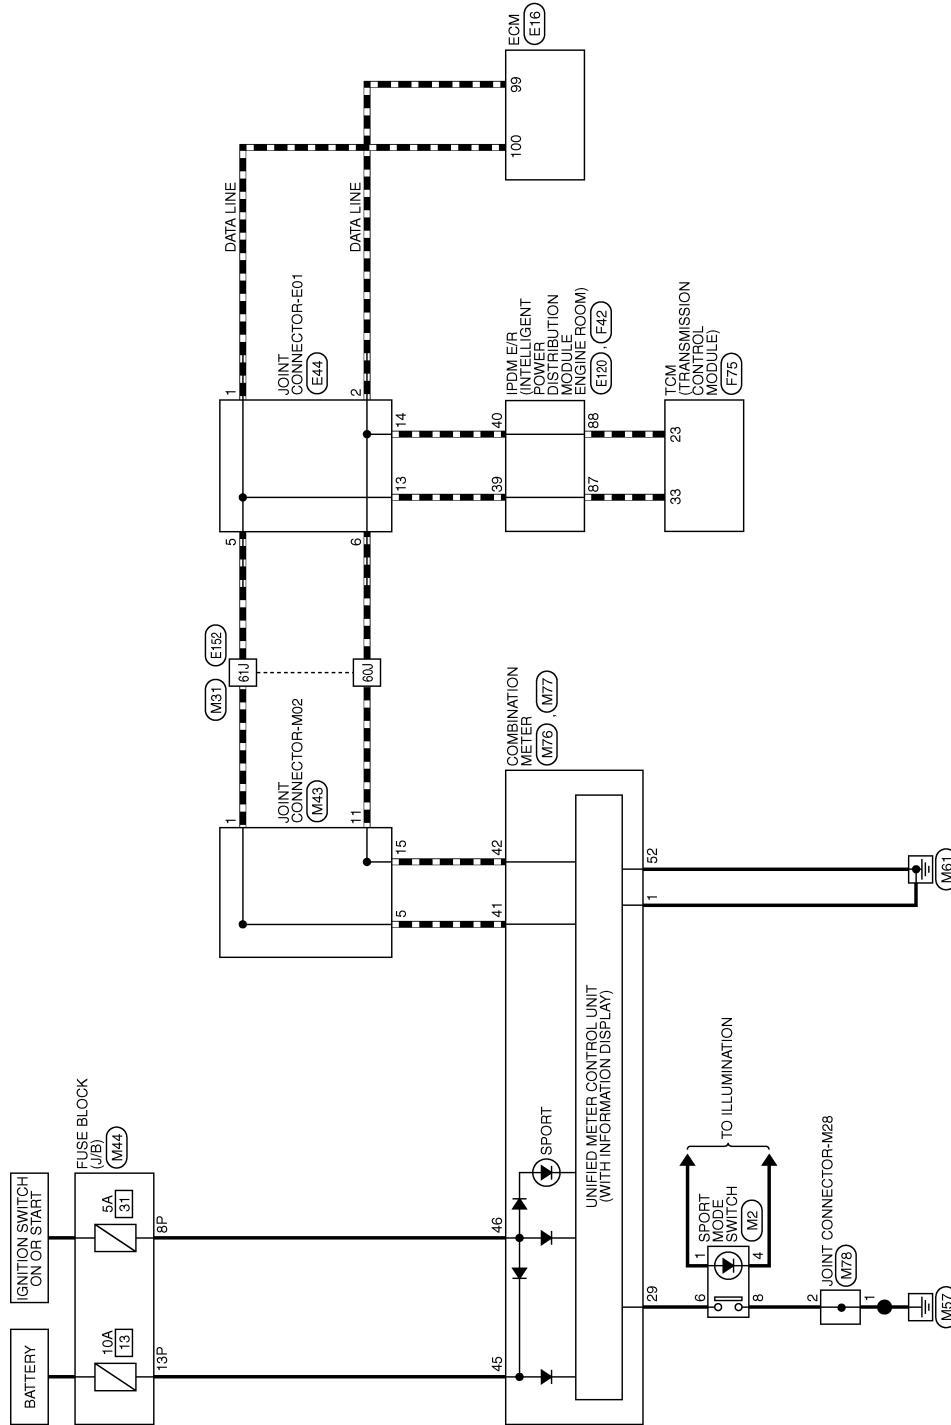 BATTERY
IGNITION SWITCH
ON OR START
FUSE BLOCK
(J/B)
M44
10A
13
5A
31
13P
8P
JOINT
CONNECTOR-M02
M43
1
11
5
15
M31
E152
61J
60J
JOINT
CONNECTOR-E01
E44
5
6
1
2
13
14
DATA LINE
DATA LINE
ECM
E16
100
99
IPDM E/R
(INTELLIGENT
POWER
DISTRIBUTION
MODULE
ENGINE ROOM)
E120 , F42
39
40
87
88
TCM
(TRANSMISSION
CONTROL
MODULE)
F75
33
23
COMBINATION
METER
M76 , M77
45
46
41
42
SPORT
UNIFIED METER CONTROL UNIT
(WITH INFORMATION DISPLAY)
29
1
52
SPORT
MODE
SWITCH
M2
6
1
8
4
TO ILLUMINATION
JOINT CONNECTOR-M28
M78
2
1
M57
M61